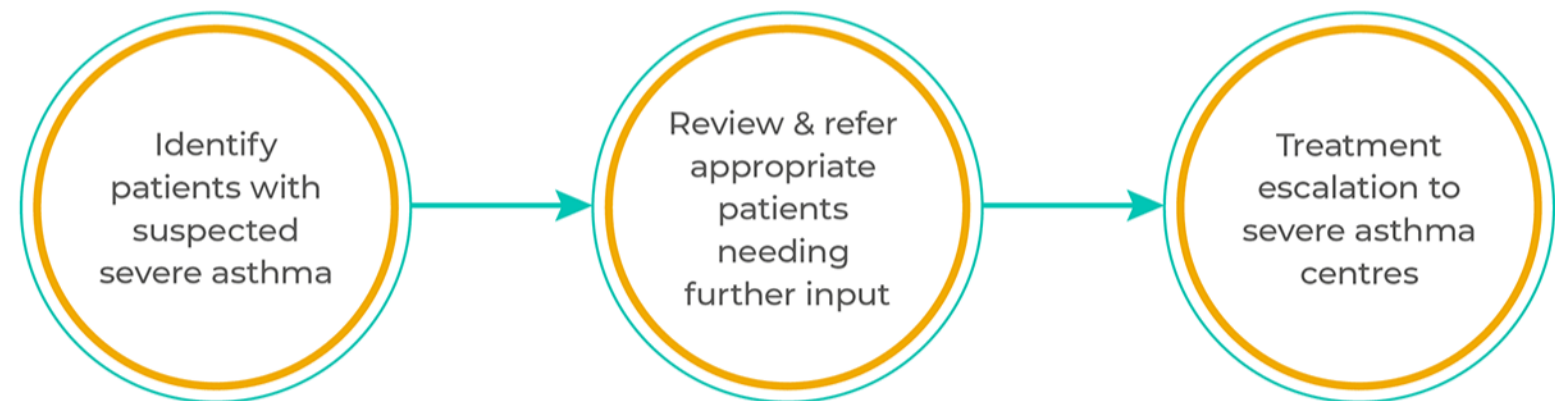 Identify
patients with
suspected
severe asthma
Review & refer
appropriate
patients
needing
further input
Treatment
escalation to
severe asthma
centres